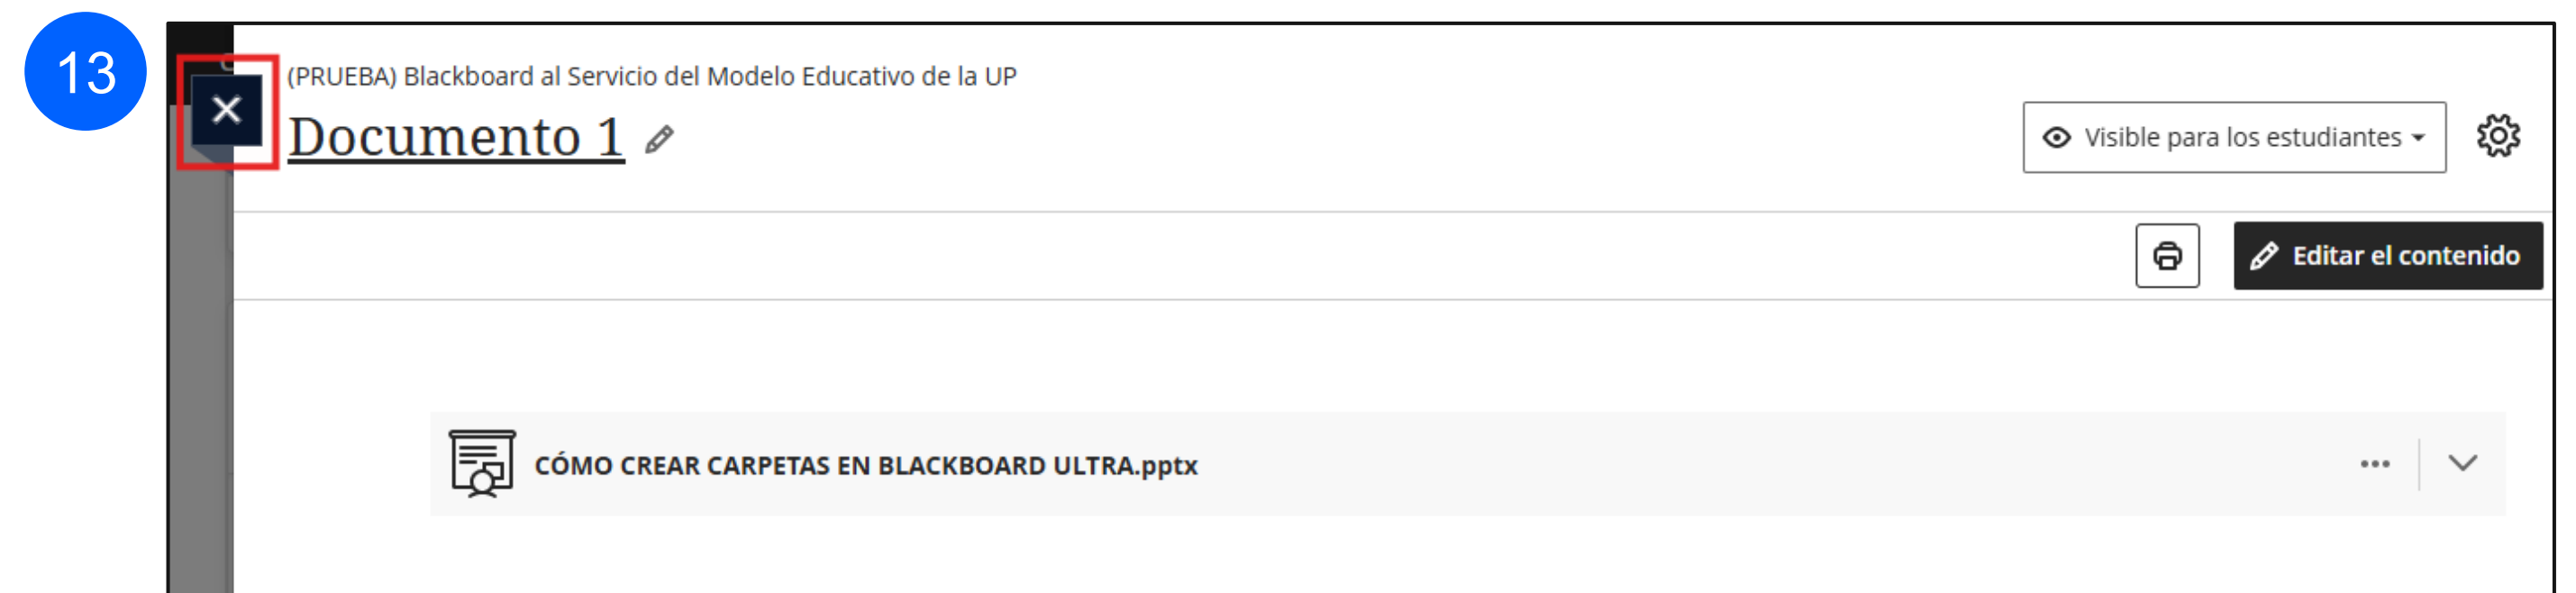 13
(PRUEBA) Blackboard al Servicio del Modelo Educativo de la UP
Documento 1
Visible para los estudiantes
Editar el contenido
CÓMO CREAR CARPETAS EN BLACKBOARD ULTRA.pptx